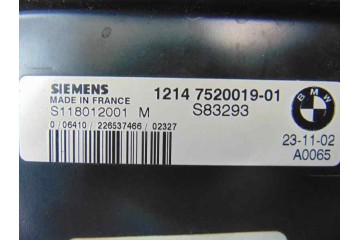 SIEMENS
MADE IN FRANCE
1214 7520019-01
BMW
S118012001 M
S83293
0 /06410 / 226537466 / 02327
23-11-02
A0065